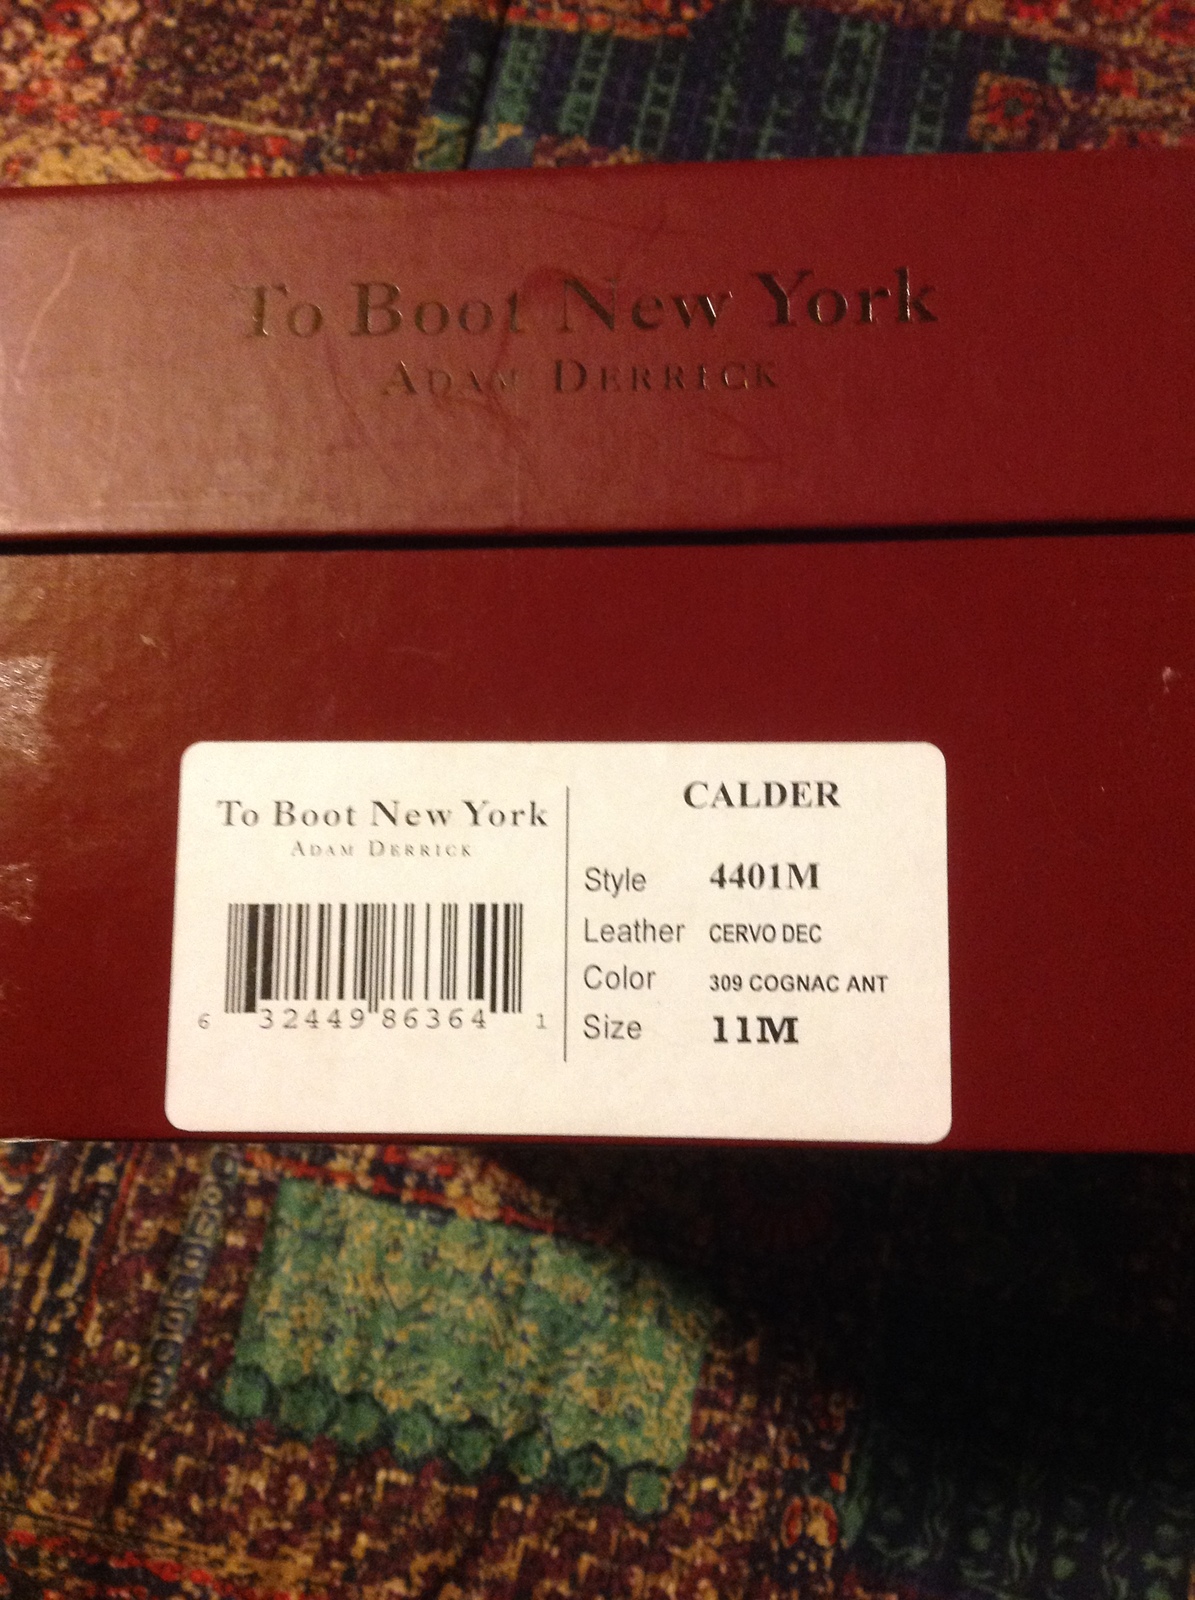 To Boot New York
ADAM DERRICK
To Boot New York
ADAM DERRICK
6 32449 86364 1
CALDER
Style 4401M
Leather CERVO DEC
Color 309 COGNAC ANT
Size 11M